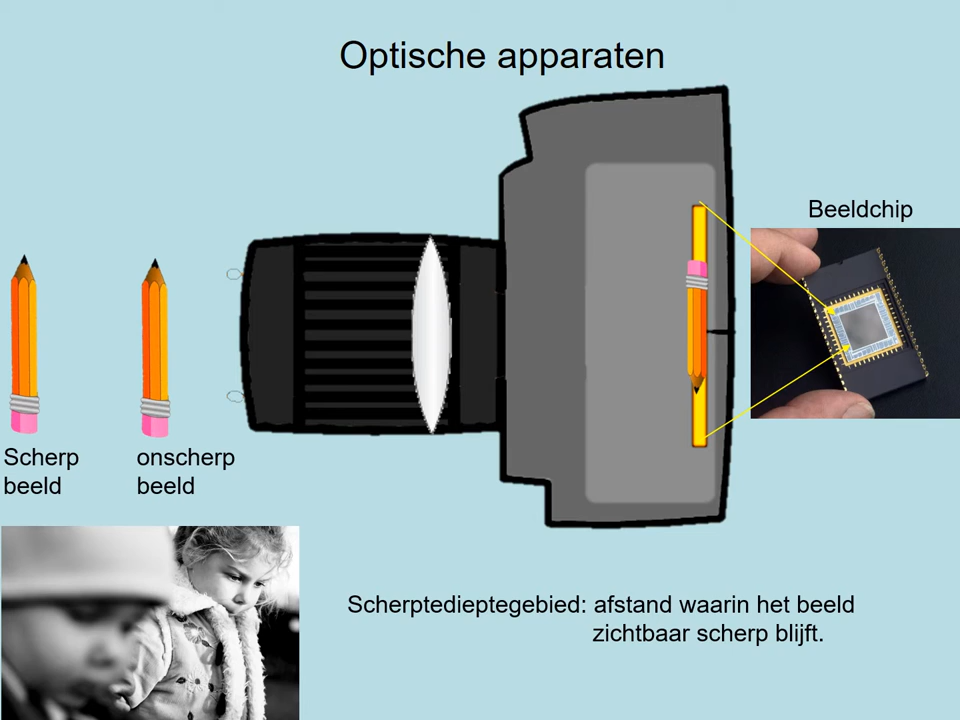 Optische apparaten
Beeldchip
Scherp
beeld
onscherp
beeld
Scherptedieptegebied: afstand waarin het beeld
zichtbaar scherp blijft.